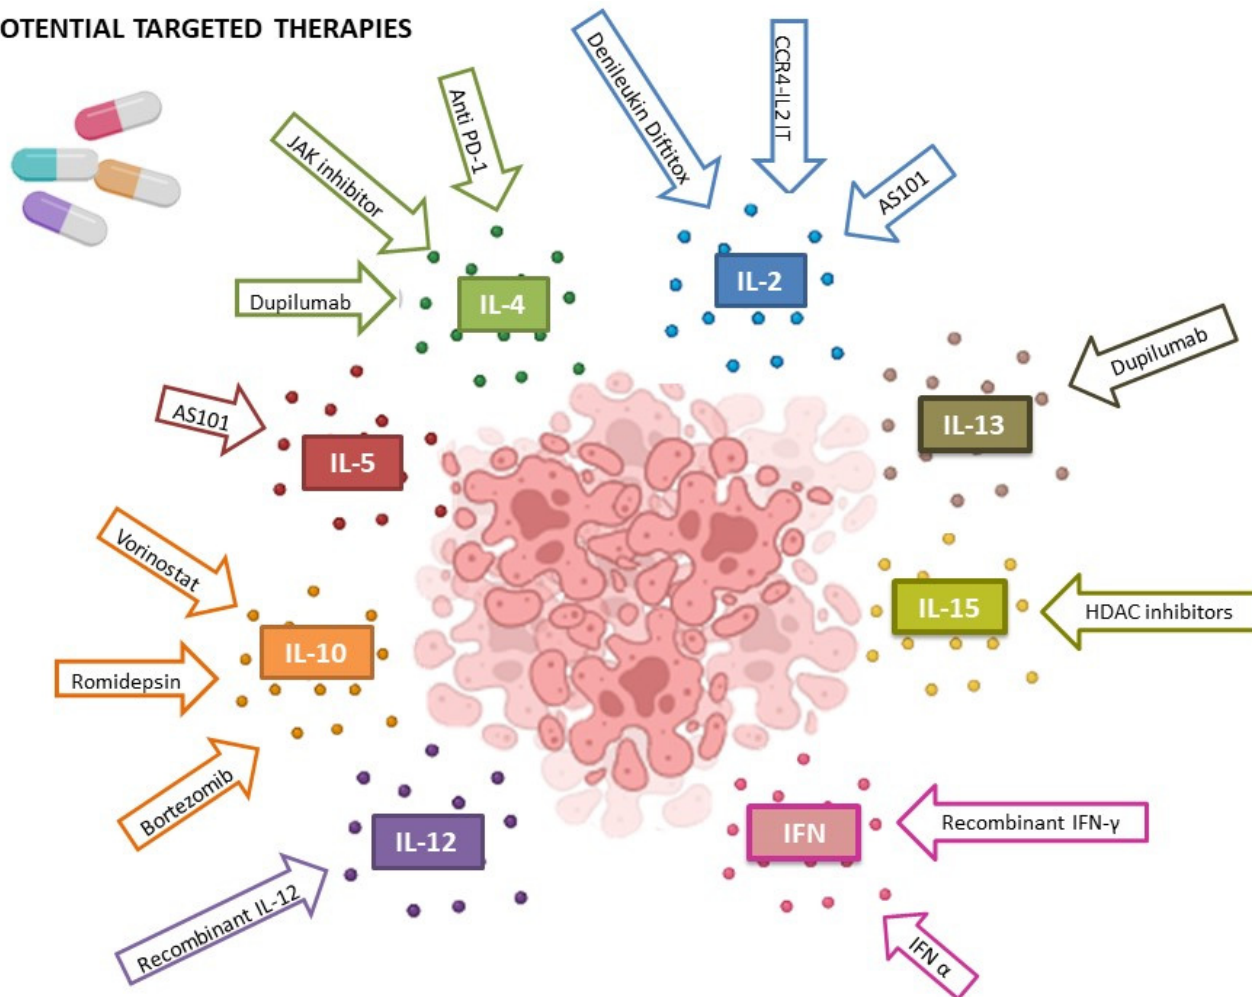 OTENTIAL TARGETED THERAPIES
Denileukin Diftitox
CCR4-IL2 IT
Anti PD-1
JAK inhibitor
AS101
Dupilumab
IL-4
IL-2
Dupilumab
AS101
IL-5
IL-13
Vorinostat
IL-10
IL-15
HDAC inhibitors
Romidepsin
Bortezomib
IL-12
IFN
Recombinant IFN-γ
Recombinant IL-12
IFN α